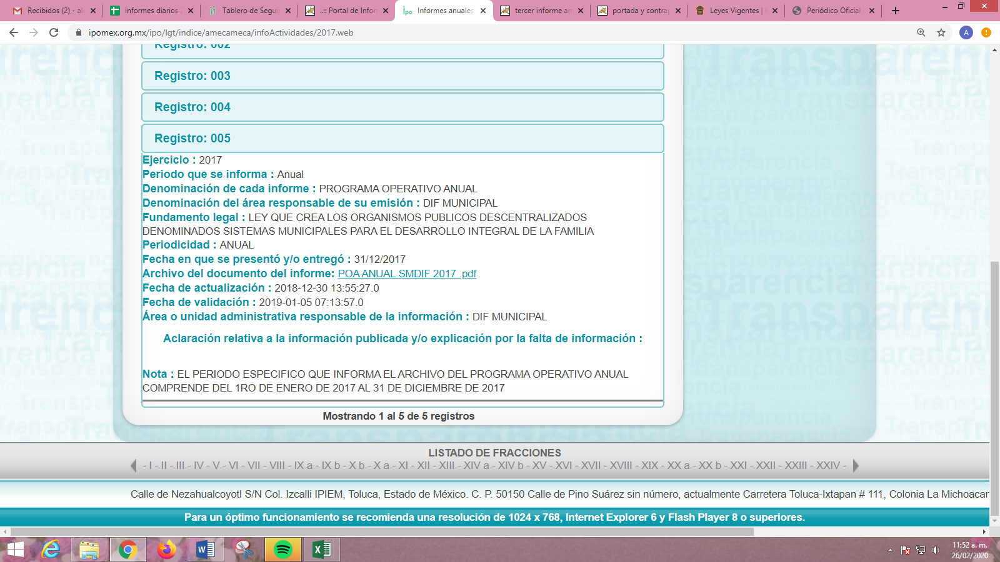 Recibidos (2) - al
informes diarios 2
Tablero de Segui
..:: Portal de Infor
Informes anuales
tercer informe an
portada y contrap
Leyes Vigentes |
Periódico Oficial
ipomex.org.mx/ipo/lgt/indice/amecameca/infoActividades/2017.web
A
Registro: 002
Registro: 003
Registro: 004
Registro: 005
Ejercicio : 2017
Periodo que se informa : Anual
Denominación de cada informe : PROGRAMA OPERATIVO ANUAL
Denominación del área responsable de su emisión : DIF MUNICIPAL
Fundamento legal : LEY QUE CREA LOS ORGANISMOS PUBLICOS DESCENTRALIZADOS
DENOMINADOS SISTEMAS MUNICIPALES PARA EL DESARROLLO INTEGRAL DE LA FAMILIA
Periodicidad : ANUAL
Fecha en que se presentó y/o entregó : 31/12/2017
Archivo del documento del informe: POA ANUAL SMDIF 2017 .pdf
Fecha de actualización : 2018-12-30 13:55:27.0
Fecha de validación : 2019-01-05 07:13:57.0
Área o unidad administrativa responsable de la información : DIF MUNICIPAL
Aclaración relativa a la información publicada y/o explicación por la falta de información :
Nota : EL PERIODO ESPECIFICO QUE INFORMA EL ARCHIVO DEL PROGRAMA OPERATIVO ANUAL
COMPRENDE DEL 1RO DE ENERO DE 2017 AL 31 DE DICIEMBRE DE 2017
Mostrando 1 al 5 de 5 registros
LISTADO DE FRACCIONES
- I - II - III - IV - V - VI - VII - VIII - IX a - IX b - X b - X a - XI - XII - XIII - XIV a - XIV b - XV - XVI - XVII - XVIII - XIX - XX a - XX b - XXI - XXII - XXIII - XXIV -
Calle de Nezahualcoyotl S/N Col. Izcalli IPIEM, Toluca, Estado de México. C. P. 50150 Calle de Pino Suárez sin número, actualmente Carretera Toluca-Ixtapan # 111, Colonia La Michoacan
Para un óptimo funcionamiento se recomienda una resolución de 1024 x 768, Internet Explorer 6 y Flash Player 8 o superiores.
11:52 a. m.
26/02/2020